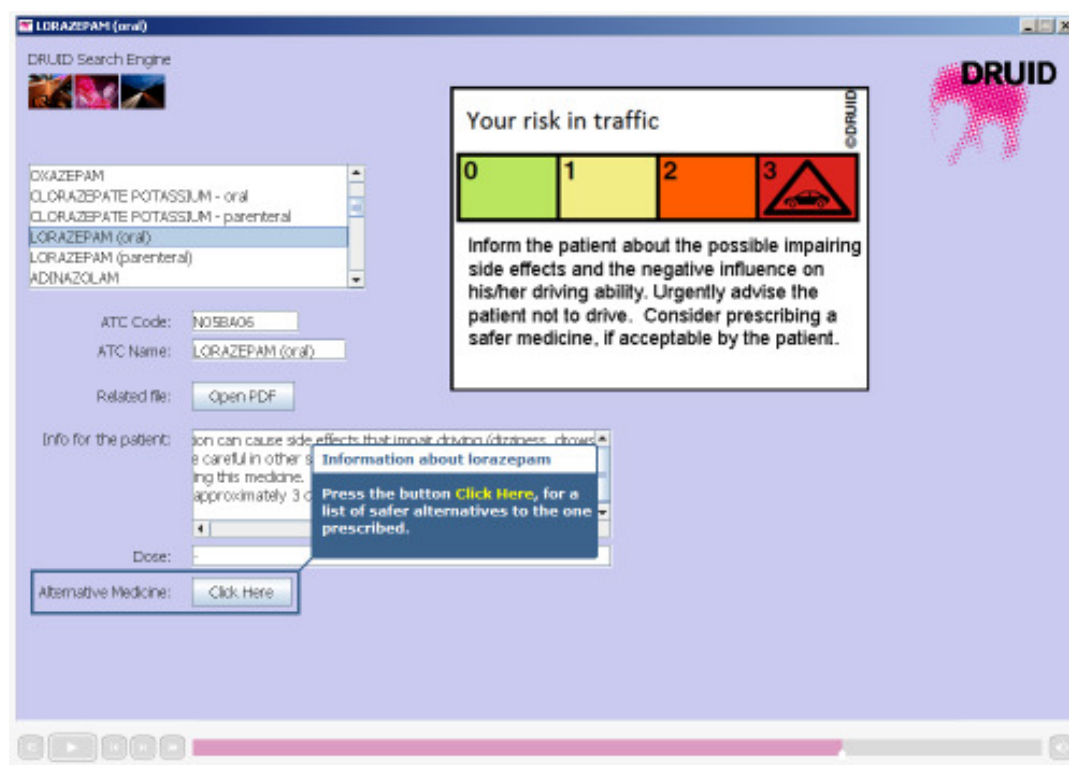 LORAZEPAM (oral)
DRUID Search Engine
DRUID
Your risk in traffic
©DRUID
0 1 2 3
Inform the patient about the possible impairing
side effects and the negative influence on
his/her driving ability. Urgently advise the
patient not to drive. Consider prescribing a
safer medicine, if acceptable by the patient.
OXAZEPAM
CLORAZEPATE POTASSIUM - oral
CLORAZEPATE POTASSIUM - parenteral
LORAZEPAM (oral)
LORAZEPAM (parenteral)
ADINAZOLAM
ATC Code: N05BA06
ATC Name: LORAZEPAM (oral)
Related file: Open PDF
Info for the patient: ion can cause side effects that impair driving (dizziness, drows
e careful in other s
ing this medicine.
approximately 3 
Information about lorazepam
Press the button Click Here, for a
list of safer alternatives to the one
prescribed.
Dose: -
Alternative Medicine: Click Here